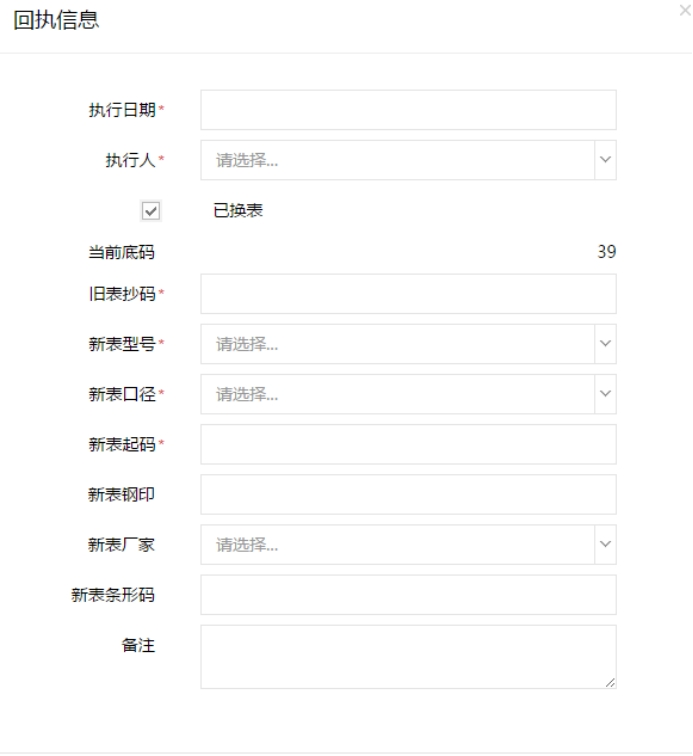 回执信息
执行日期*
执行人* 请选择...
已换表
当前底码 39
旧表抄码*
新表型号* 请选择...
新表口径* 请选择...
新表起码*
新表钢印
新表厂家 请选择...
新表条形码
备注